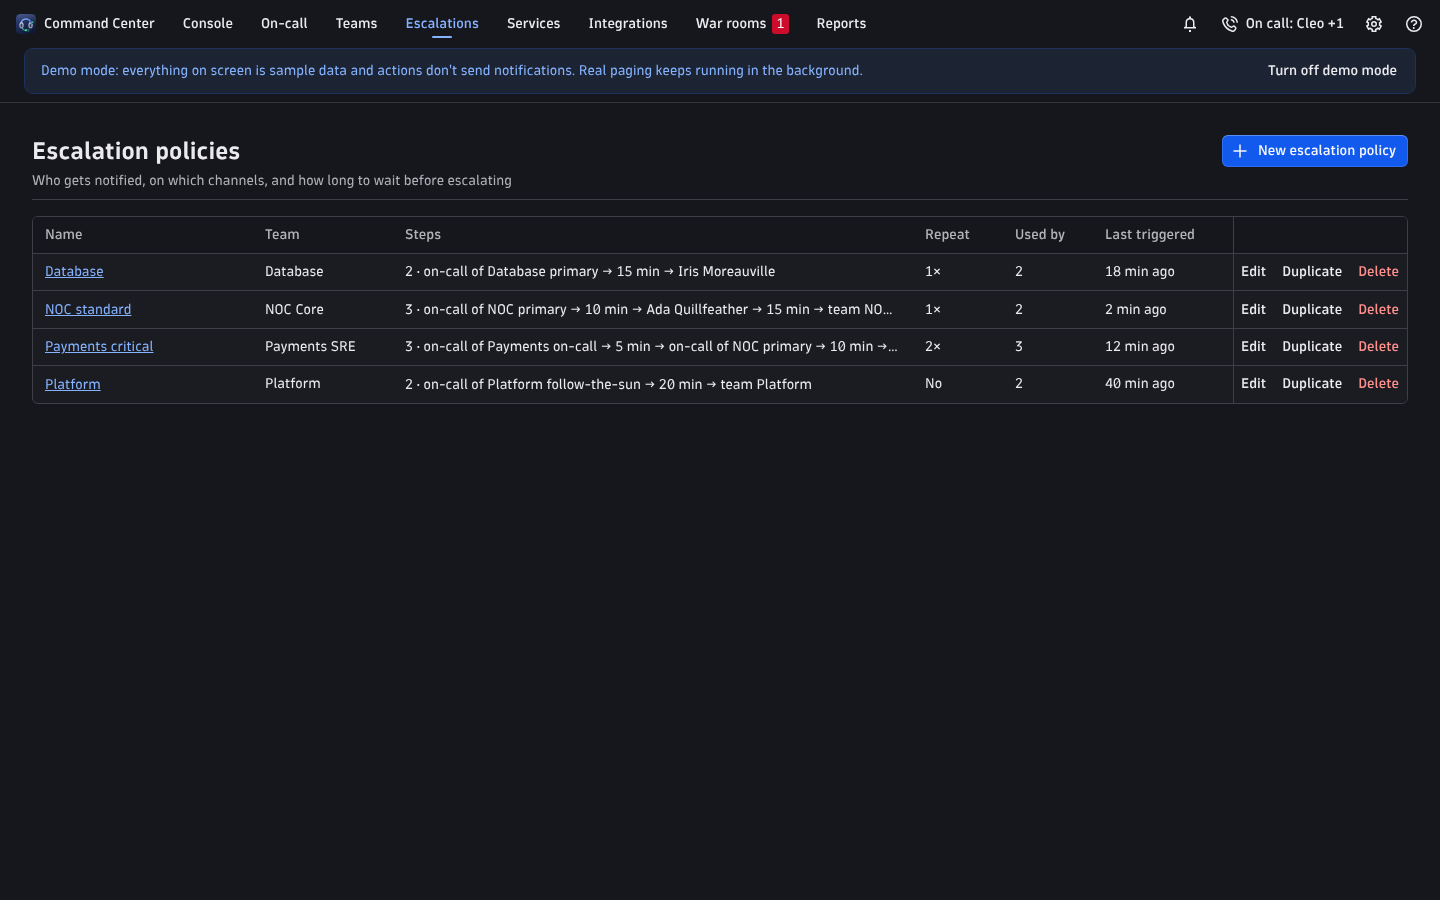 Command Center Console On-call Teams Escalations Services Integrations War rooms 1 Reports On call: Cleo +1
Demo mode: everything on screen is sample data and actions don't send notifications. Real paging keeps running in the background. Turn off demo mode
Escalation policies
New escalation policy
Who gets notified, on which channels, and how long to wait before escalating
Name Team Steps Repeat Used by Last triggered
Database Database 2 · on-call of Database primary → 15 min → Iris Moreauville 1× 2 18 min ago Edit Duplicate Delete
NOC standard NOC Core 3 · on-call of NOC primary → 10 min → Ada Quillfeather → 15 min → team NO... 1× 2 2 min ago Edit Duplicate Delete
Payments critical Payments SRE 3 · on-call of Payments on-call → 5 min → on-call of NOC primary → 10 min →... 2× 3 12 min ago Edit Duplicate Delete
Platform Platform 2 · on-call of Platform follow-the-sun → 20 min → team Platform No 2 40 min ago Edit Duplicate Delete